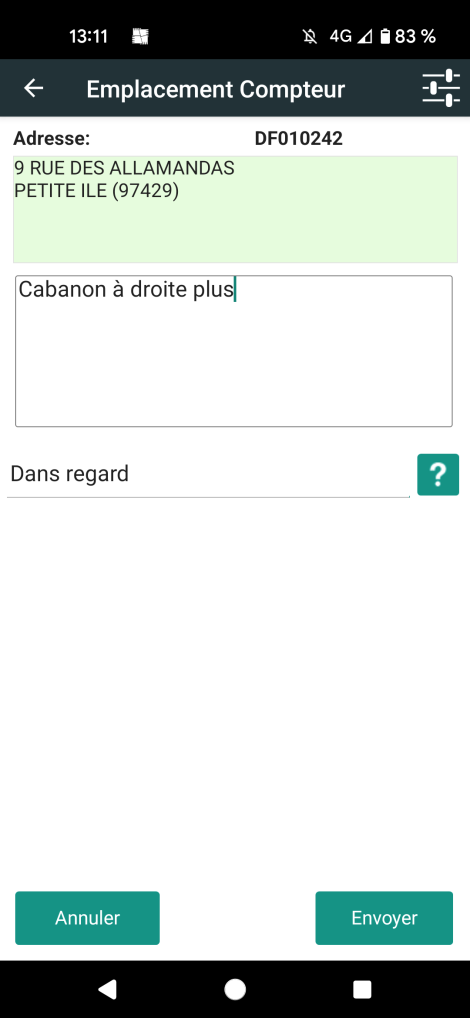 13:11
4G 83 %
Emplacement Compteur
Adresse: DF010242
9 RUE DES ALLAMANDAS
PETITE ILE (97429)
Cabanon à droite plus
Dans regard
?
Annuler Envoyer